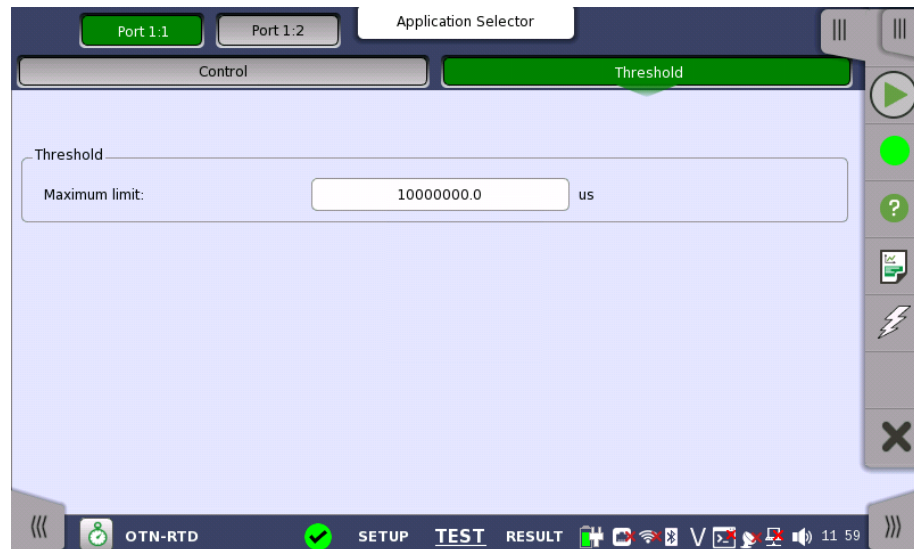 Port 1:1 Port 1:2 Application Selector
Control Threshold
Threshold
Maximum limit: 10000000.0 us
?
OTN-RTD SETUP TEST RESULT V 11 59